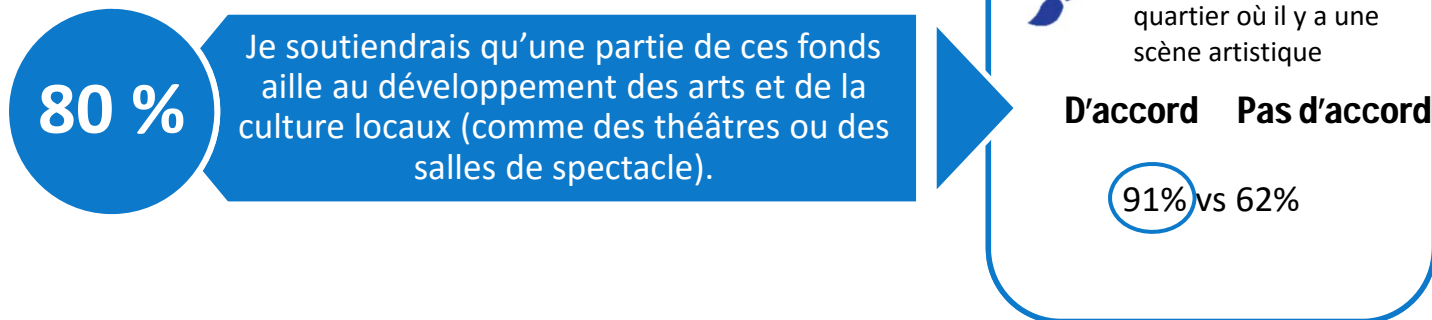 80 %
Je soutiendrais qu’une partie de ces fonds
aille au développement des arts et de la
culture locaux (comme des théâtres ou des
salles de spectacle).
quartier où il y a une
scène artistique
D’accord Pas d’accord
91% vs 62%